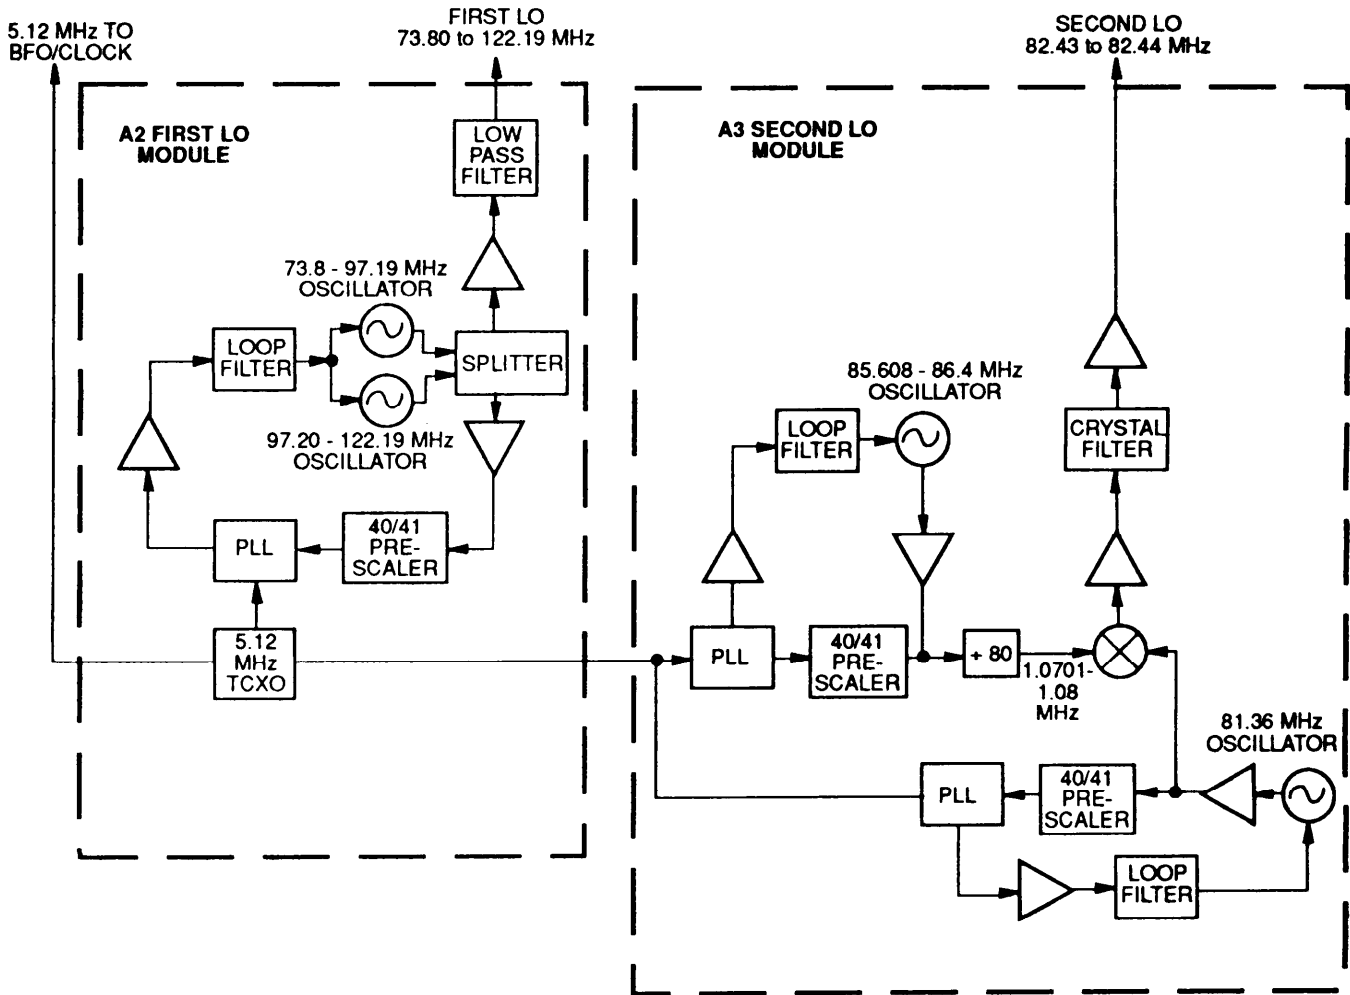 5.12 MHz TO
BFO/CLOCK
FIRST LO
73.80 to 122.19 MHz
SECOND LO
82.43 to 82.44 MHz
A2 FIRST LO
MODULE
LOW
PASS
FILTER
73.8 - 97.19 MHz
OSCILLATOR
LOOP
FILTER
SPLITTER
97.20 - 122.19 MHz
OSCILLATOR
PLL
40/41
PRE-
SCALER
5.12
MHz
TCXO
A3 SECOND LO
MODULE
85.608 - 86.4 MHz
OSCILLATOR
LOOP
FILTER
CRYSTAL
FILTER
PLL
40/41
PRE-
SCALER
÷ 80
1.0701-
1.08
MHz
81.36 MHz
OSCILLATOR
PLL
40/41
PRE-
SCALER
LOOP
FILTER